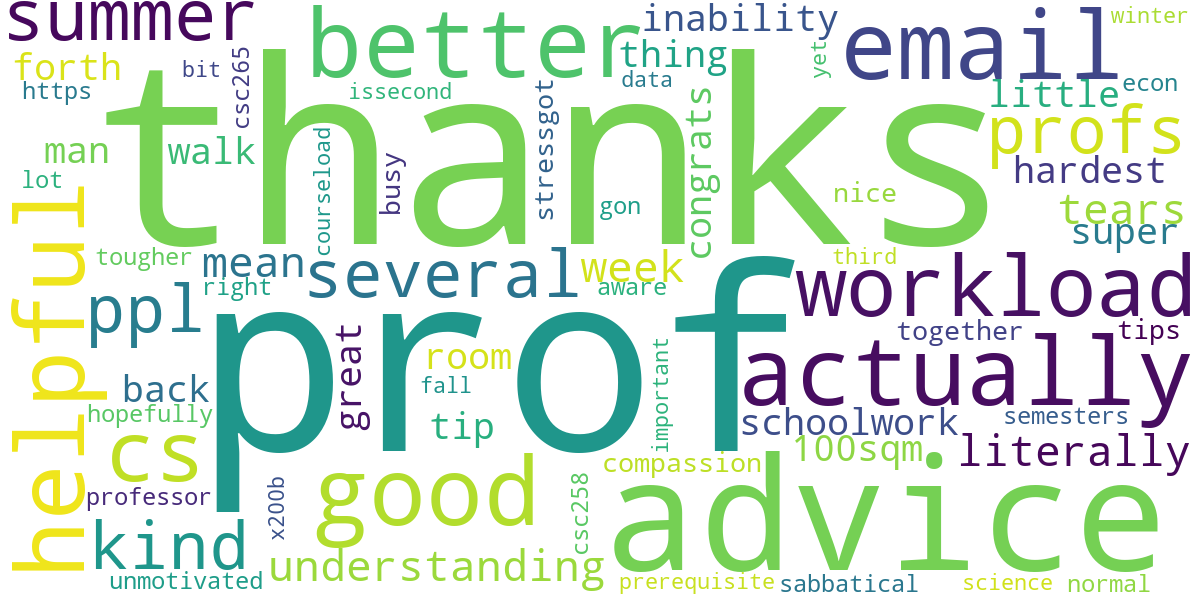 summer
better
inability
email
winter
forth
bit
csc265
thing
yet
https
issecond
data
econ
thanks
little
profs
man
walk
courseload
busy
stressgot
congrats
hardest
lot
gon
nice
tears
super
helpful
tougher
mean
several
week
third
workload
right
aware
ppl
prof
together
tips
great
room
important
actually
back
fall
hopefully
tip
schoolwork
semesters
cs
100sqm
literally
compassion
professor
x200b
good
csc258
advice
kind
understanding
unmotivated
prerequisite
sabbatical
science
normal